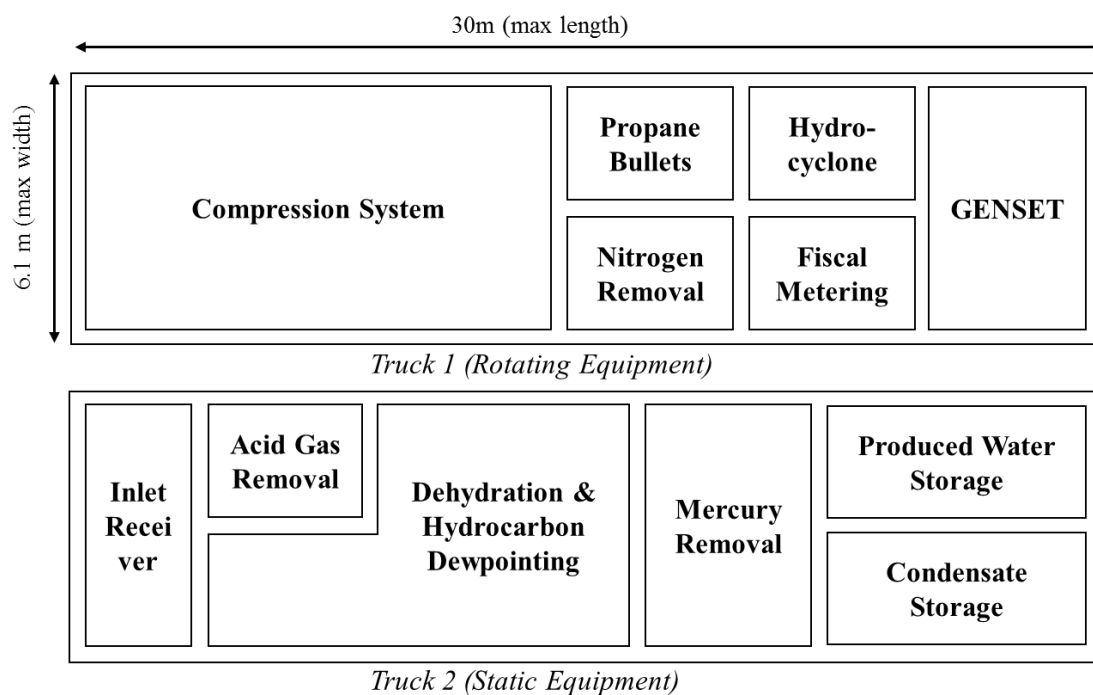 30m (max length)
6.1 m (max width)
Compression System
Propane
Bullets
Hydro-
cyclone
GENSET
Nitrogen
Removal
Fiscal
Metering
Truck 1 (Rotating Equipment)
Inlet
Recei
ver
Acid Gas
Removal
Dehydration &
Hydrocarbon
Dewpointing
Mercury
Removal
Produced Water
Storage
Condensate
Storage
Truck 2 (Static Equipment)